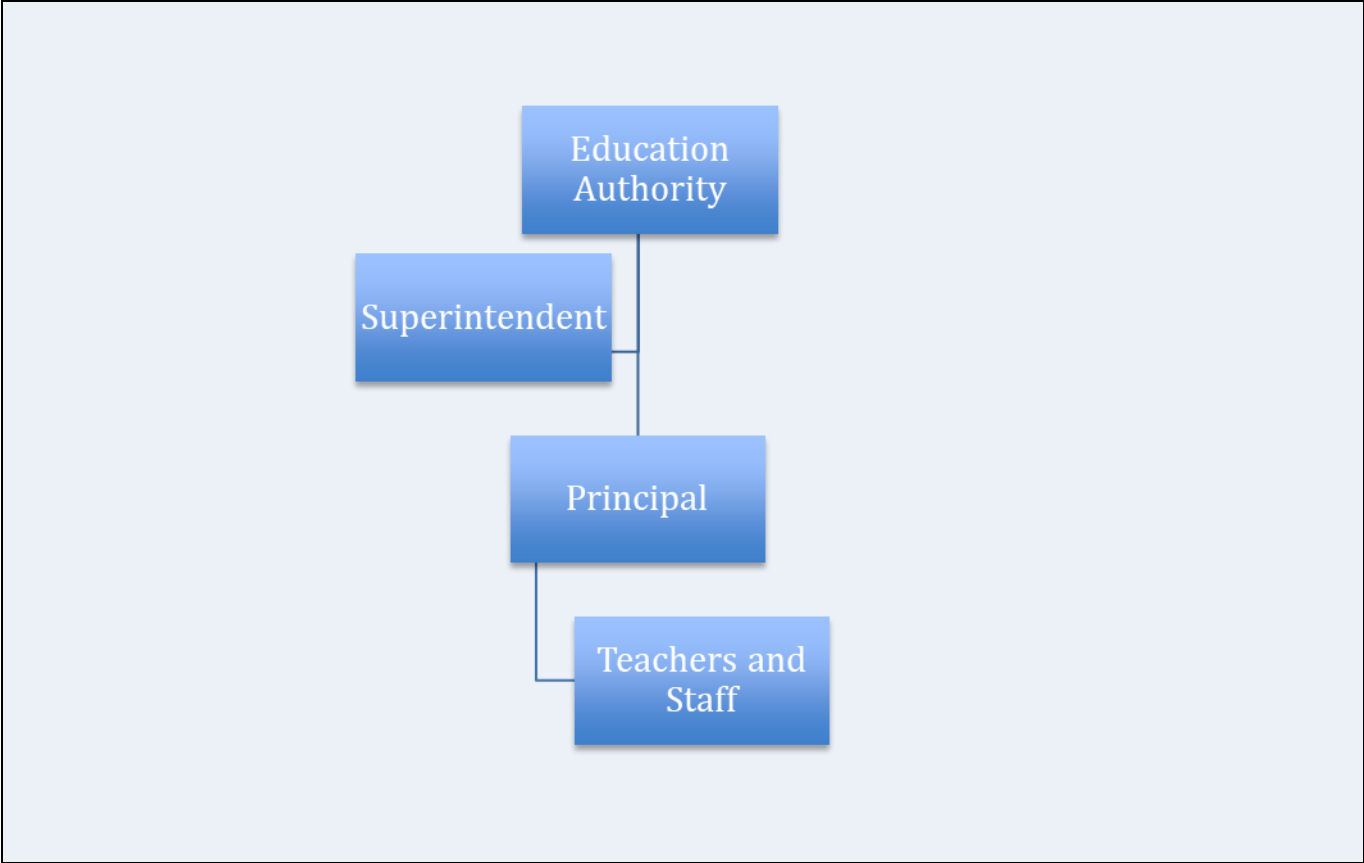 Education
Authority
Superintendent
Principal
Teachers and
Staff